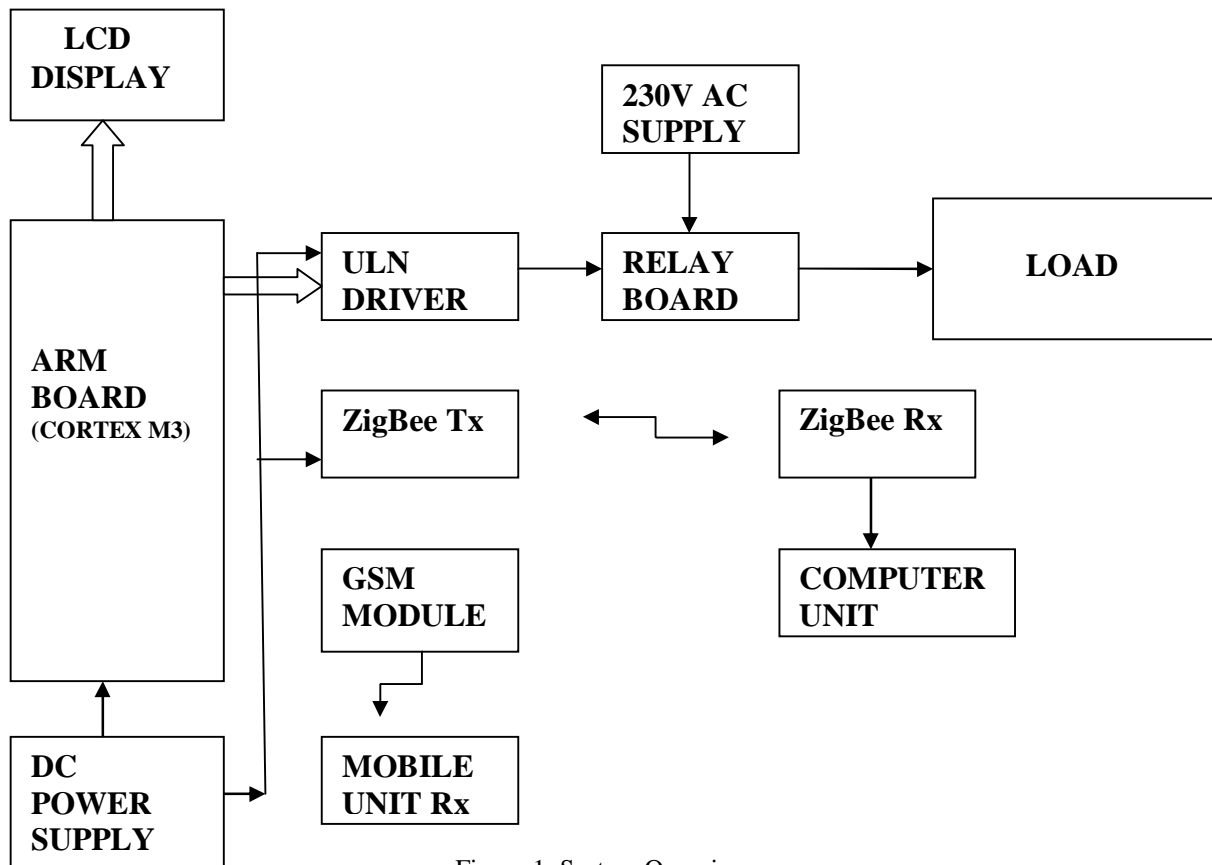 LCD
DISPLAY
230V AC
SUPPLY
ULN
DRIVER
RELAY
BOARD
LOAD
ARM
BOARD
(CORTEX M3)
ZigBee Tx
ZigBee Rx
GSM
MODULE
COMPUTER
UNIT
DC
POWER
SUPPLY
MOBILE
UNIT Rx